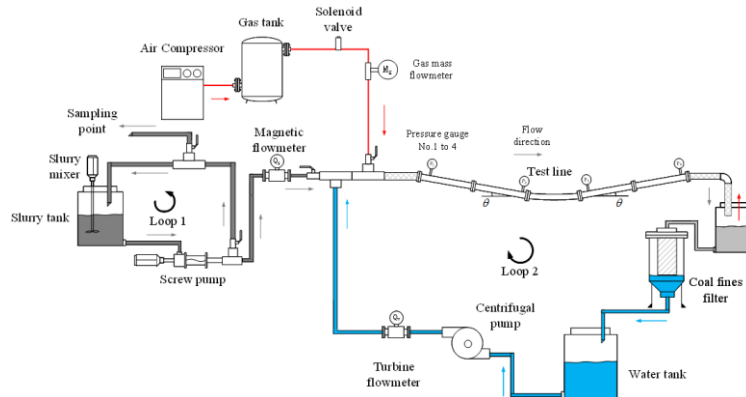 Solenoid
valve
Gas tank
Air Compressor
Gas mass
flowmeter
Sampling
point
Magnetic
flowmeter
Pressure gauge
No.1 to 4
Flow
direction
Slurry
mixer
Test line
Slurry tank
Loop 1
θ
θ
Loop 2
Screw pump
Coal fines
filter
Centrifugal
pump
Turbine
flowmeter
Water tank